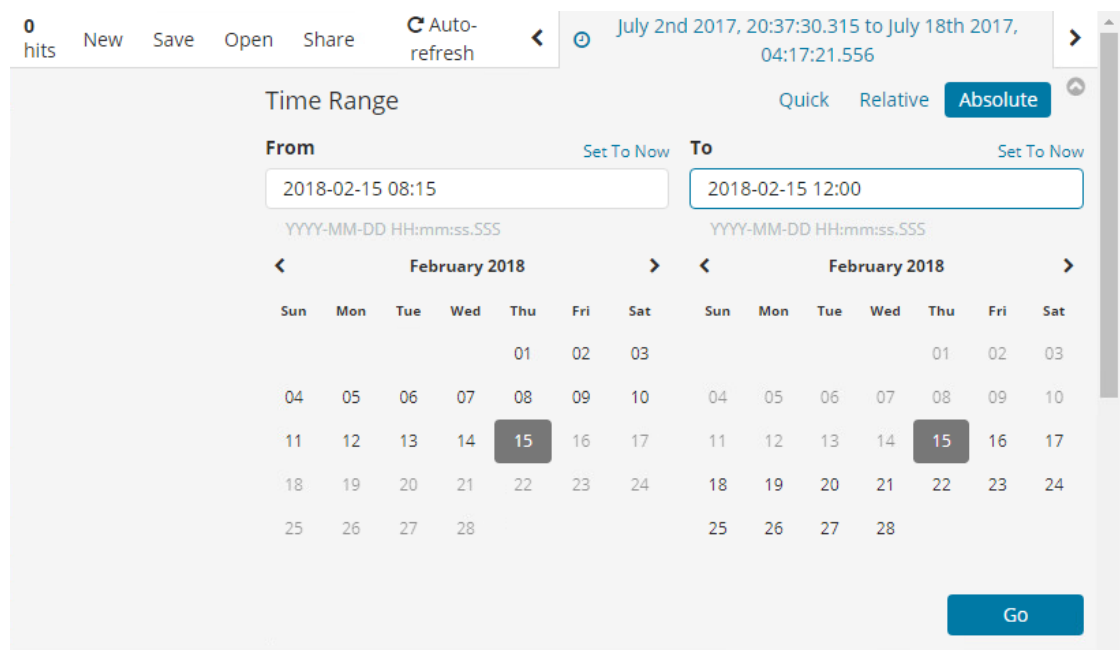 0 hits New Save Open Share Auto-refresh July 2nd 2017, 20:37:30.315 to July 18th 2017, 04:17:21.556
Time Range Quick Relative Absolute
From Set To Now To Set To Now
2018-02-15 08:15 2018-02-15 12:00
YYYY-MM-DD HH:mm:ss.SSS YYYY-MM-DD HH:mm:ss.SSS
February 2018 February 2018
Sun Mon Tue Wed Thu Fri Sat Sun Mon Tue Wed Thu Fri Sat
01 02 03 01 02 03
04 05 06 07 08 09 10 04 05 06 07 08 09 10
11 12 13 14 15 16 17 11 12 13 14 15 16 17
18 19 20 21 22 23 24 18 19 20 21 22 23 24
25 26 27 28 25 26 27 28
Go